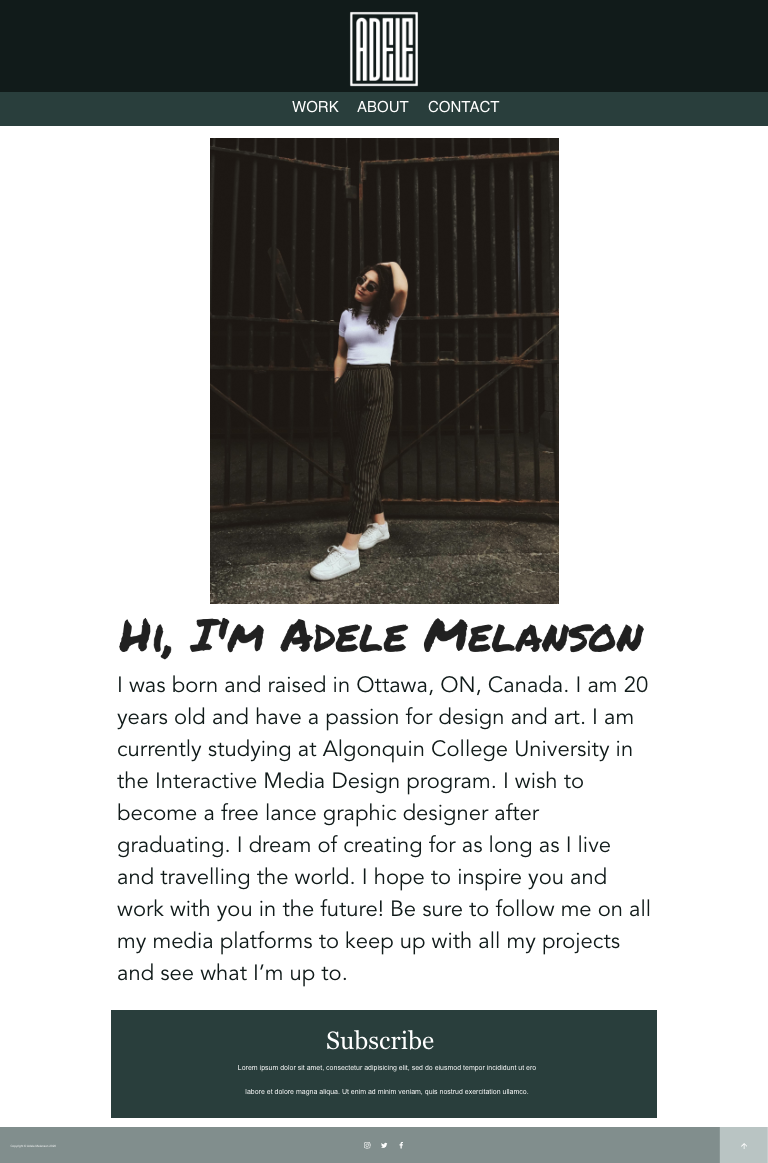 ADELE
WORK ABOUT CONTACT
Hi, I'm Adele Melanson
I was born and raised in Ottawa, ON, Canada. I am 20
years old and have a passion for design and art. I am
currently studying at Algonquin College University in
the Interactive Media Design program. I wish to
become a free lance graphic designer after
graduating. I dream of creating for as long as I live
and travelling the world. I hope to inspire you and
work with you in the future! Be sure to follow me on all
my media platforms to keep up with all my projects
and see what I’m up to.
Subscribe
Lorem ipsum dolor sit amet, consectetur adipisicing elit, sed do eiusmod tempor incididunt ut ero
labore et dolore magna aliqua. Ut enim ad minim veniam, quis nostrud exercitation ullamco.